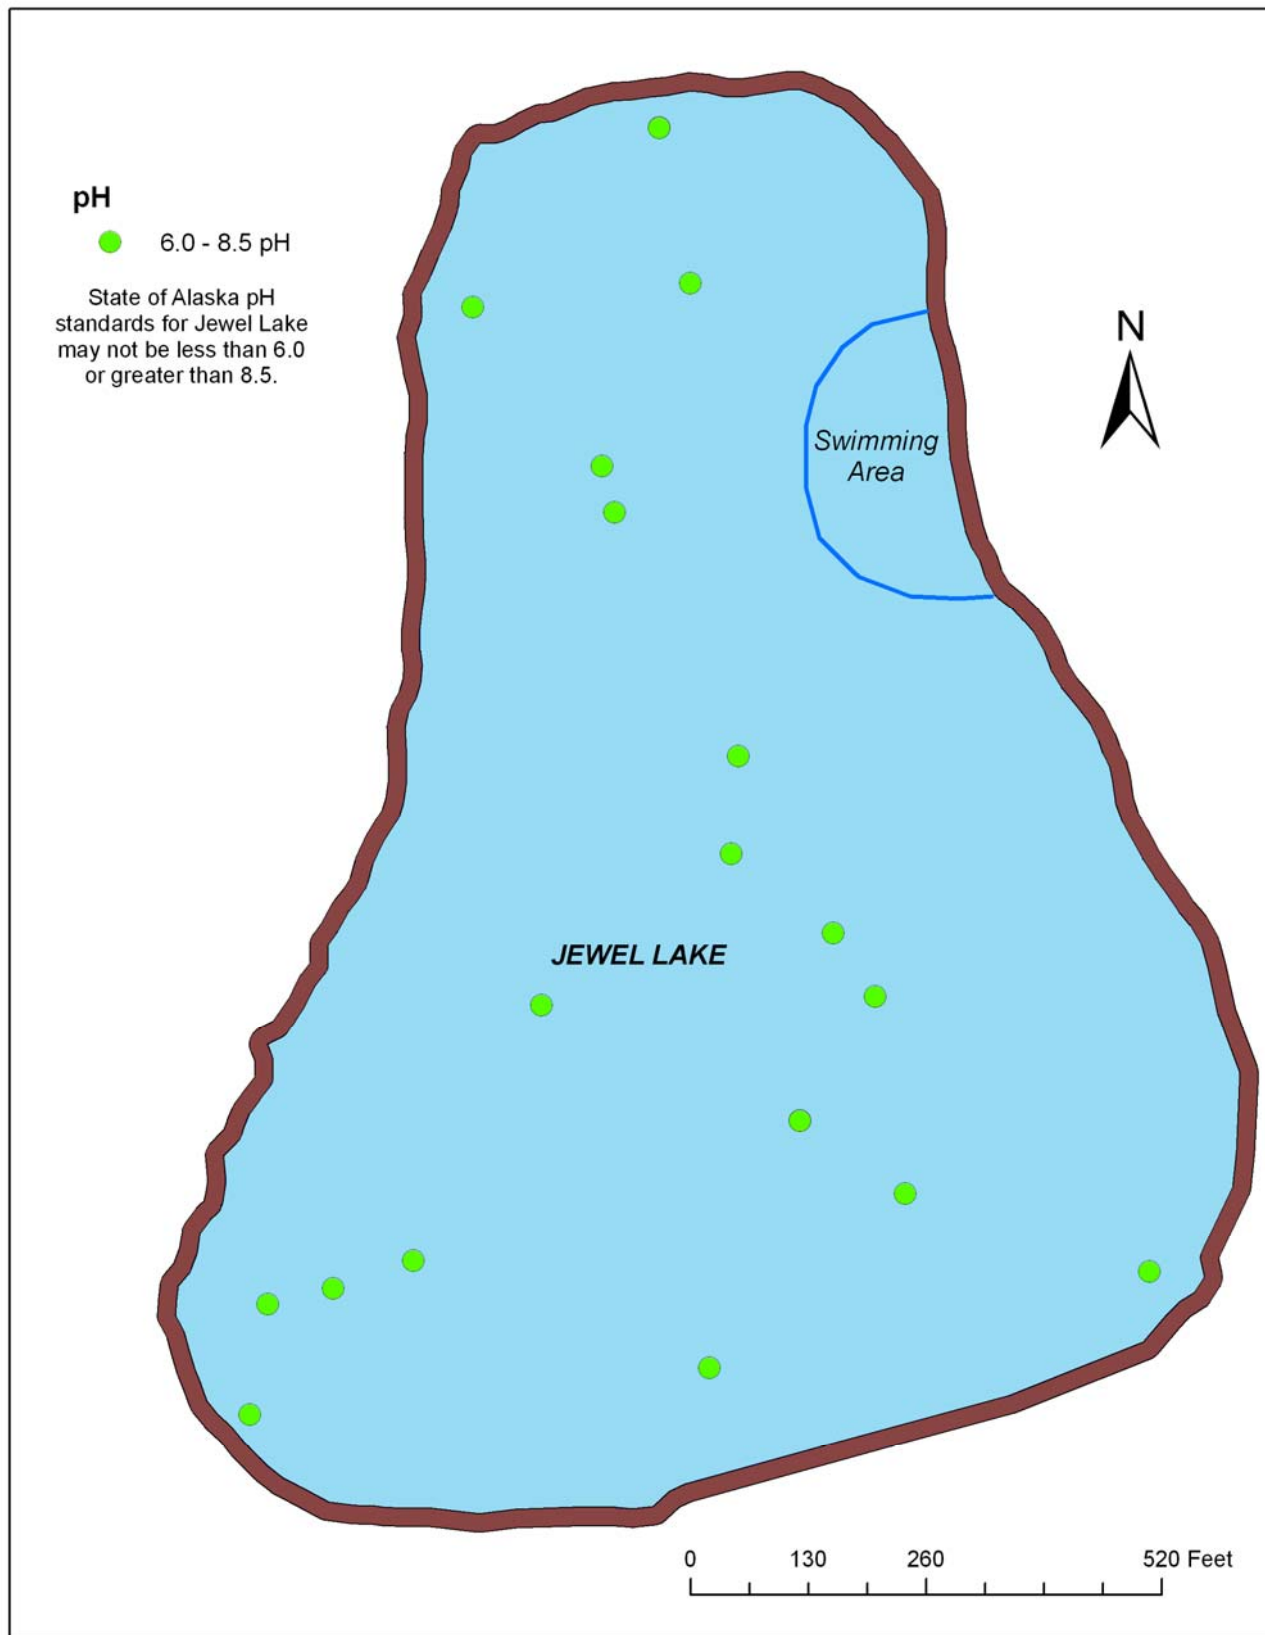 pH
6.0 - 8.5 pH
State of Alaska pH
standards for Jewel Lake
may not be less than 6.0
or greater than 8.5.
N
Swimming
Area
JEWEL LAKE
0 130 260 520 Feet